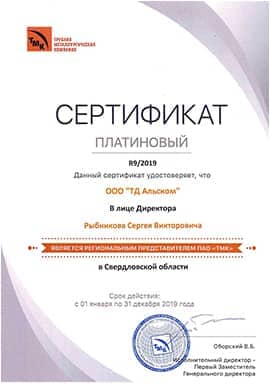 ТМК
ТРУБНАЯ
МЕТАЛЛУРГИЧЕСКАЯ
КОМПАНИЯ
СЕРТИФИКАТ
ПЛАТИНОВЫЙ
R9/2019
Данный сертификат удостоверяет, что
ООО "ТД Альском"
В лице Директора
Рыбникова Сергея Викторовича
ЯВЛЯЕТСЯ РЕГИОНАЛЬНЫМ ПРЕДСТАВИТЕЛЕМ ПАО «ТМК»
в Свердловской области
Срок действия:
с 01 января по 31 декабря 2019 года
Оборский В.Б.
Исполнительный директор –
Первый Заместитель
Генерального директора